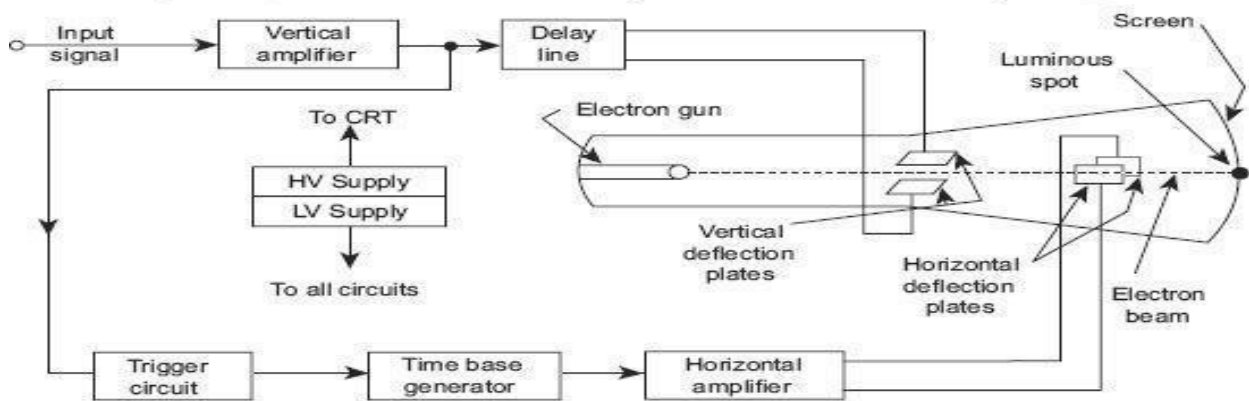 Input
signal
Vertical
amplifier
Delay
line
Screen
Luminous
spot
Electron gun
To CRT
HV Supply
LV Supply
To all circuits
Vertical
deflection
plates
Horizontal
deflection
plates
Electron
beam
Trigger
circuit
Time base
generator
Horizontal
amplifier